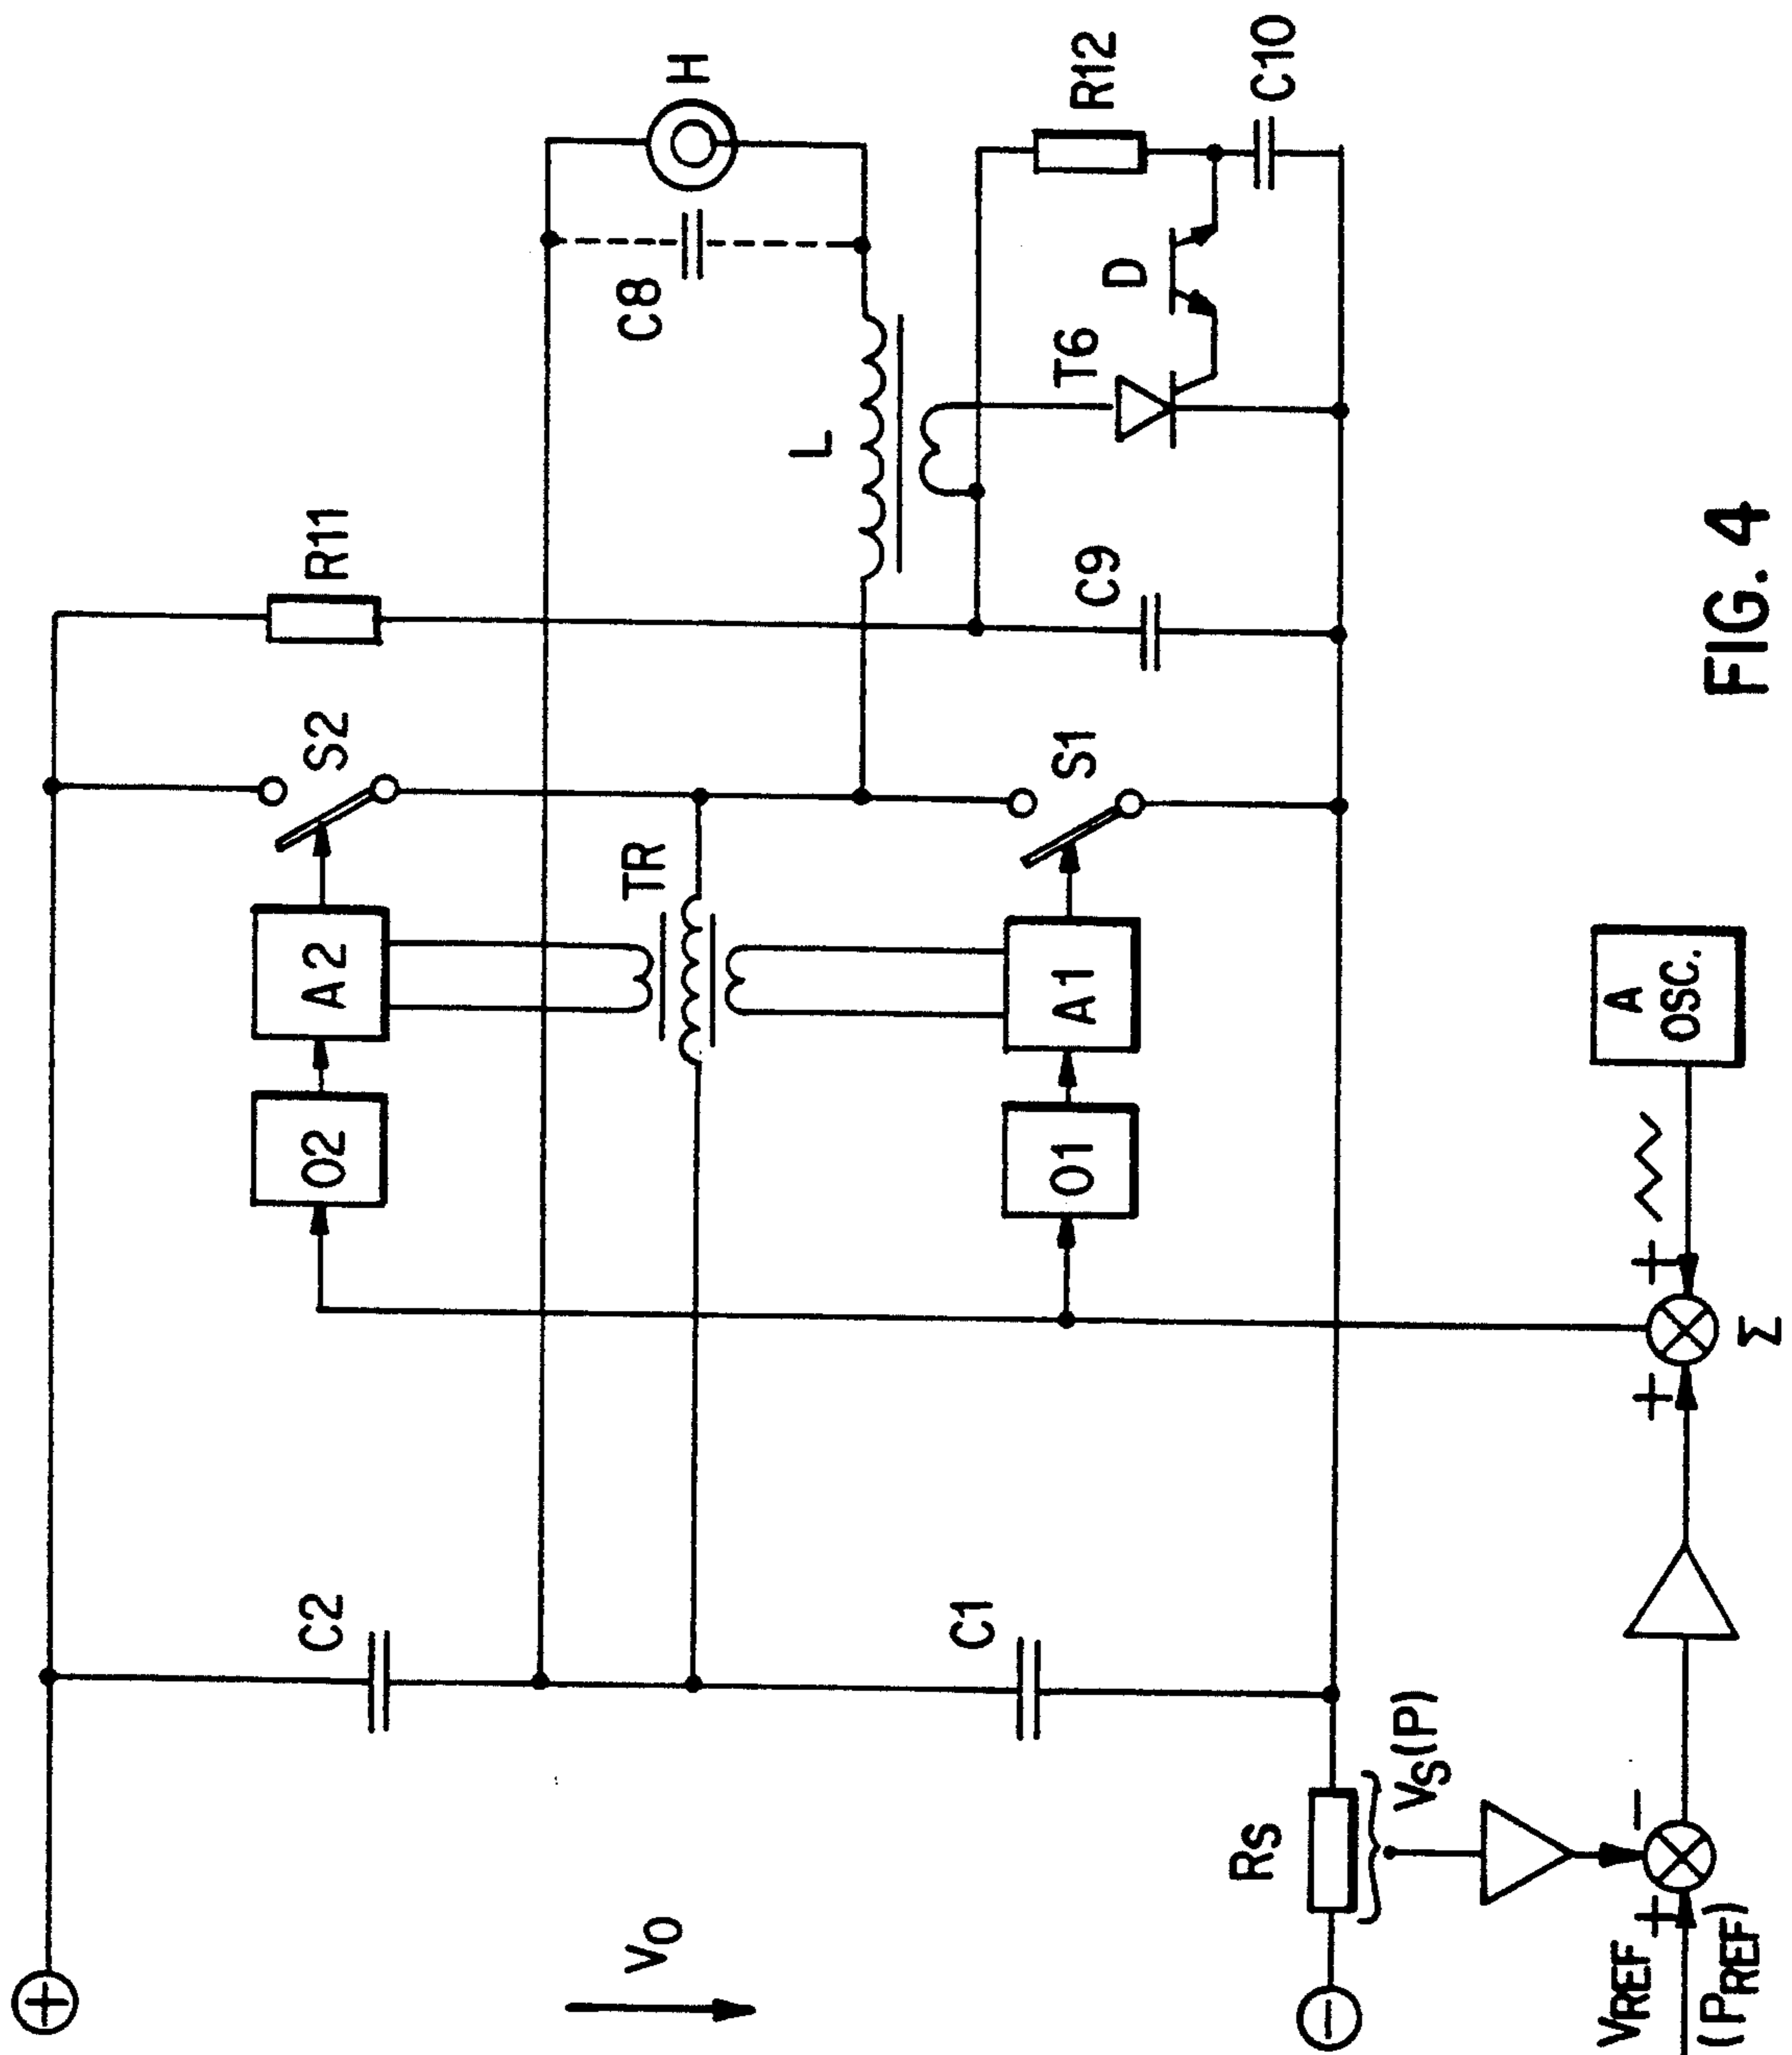 R11
S2
H
C8
L
R12
D
T6
C10
C9
S1
TR
A2
A1
O2
O1
A
OSC.
+
+
Σ
C2
C1
RS
VS(P)
−
+
VREF
(PREF)
VO
+
−
FIG. 4